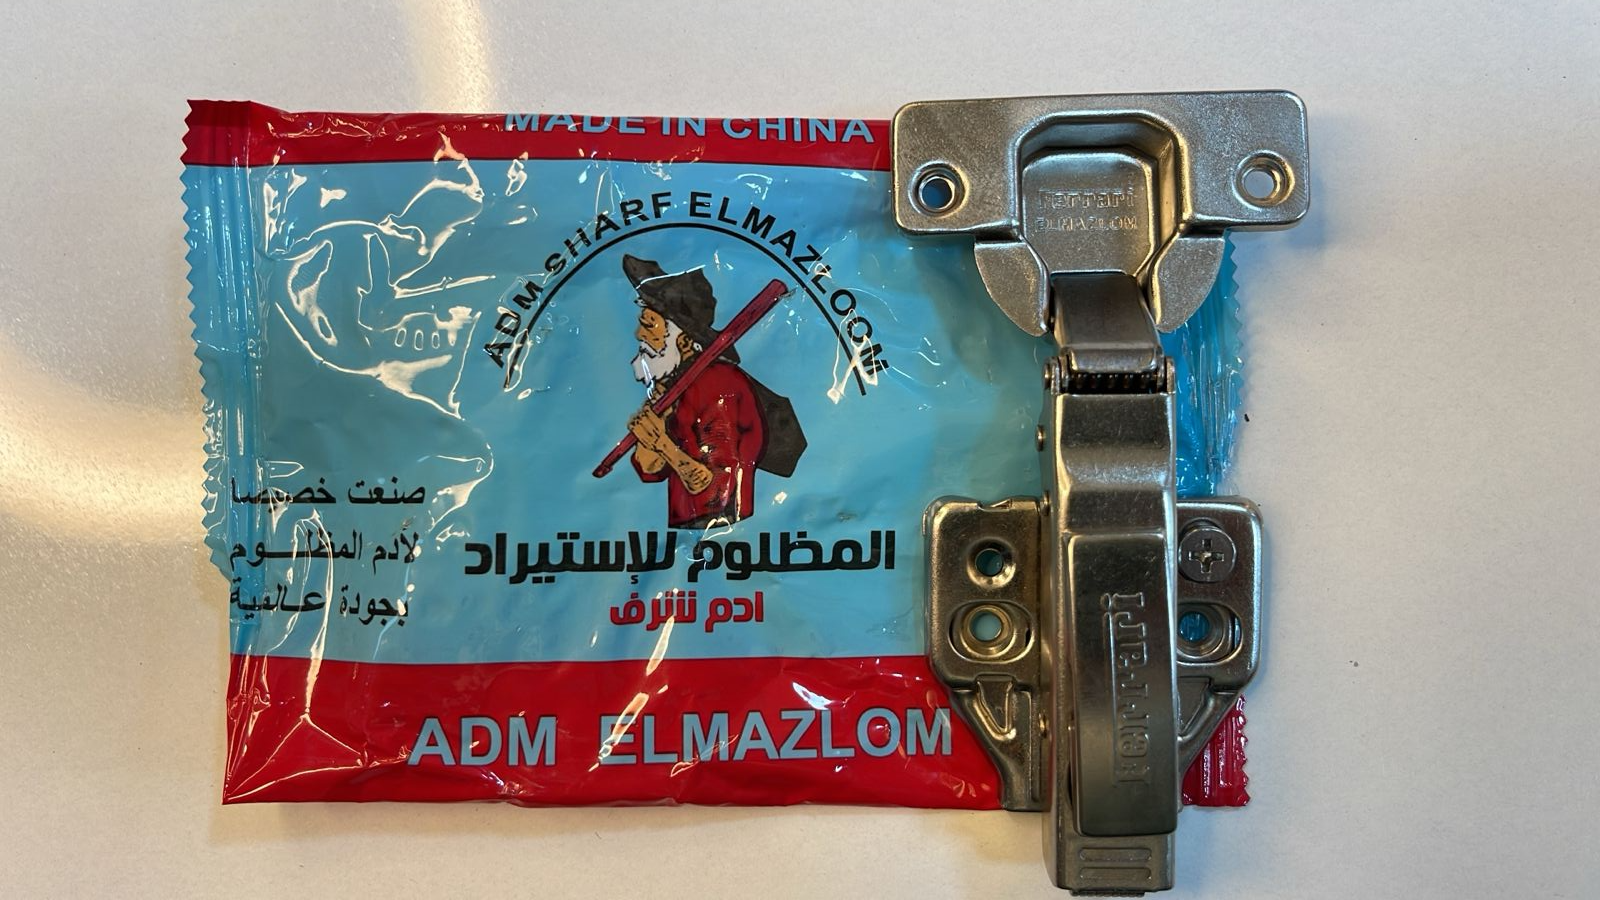 MADE IN CHINA
ADM SHARF ELMAZLOOM
Ferrari
ELMAZLOM
صنعت خصيصا
لأدم المظلوم
بجودة عالمية
المظلوم للإستيراد
ادم شرف
ADM ELMAZLOM